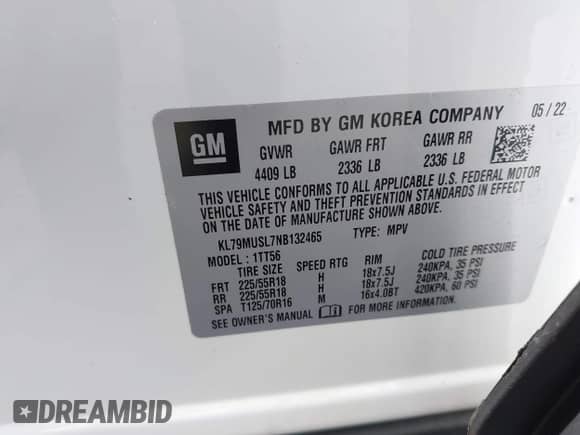 GM
MFD BY GM KOREA COMPANY 05 / 22
GVWR GAWR FRT GAWR RR
4409 LB 2336 LB 2336 LB
THIS VEHICLE CONFORMS TO ALL APPLICABLE U.S. FEDERAL MOTOR
VEHICLE SAFETY AND THEFT PREVENTION STANDARDS IN EFFECT
ON THE DATE OF MANUFACTURE SHOWN ABOVE.
KL79MUSL7NB132465 TYPE: MPV
MODEL: 1TT56
TIRE SIZE SPEED RTG RIM COLD TIRE PRESSURE
FRT 225/55R18 H 18x7.5J 240KPA, 35 PSI
RR 225/55R18 H 18x7.5J 240KPA, 35 PSI
SPA T125/70R16 M 16x4.0BT 420KPA, 60 PSI
SEE OWNER'S MANUAL FOR MORE INFORMATION.
DREAMBID